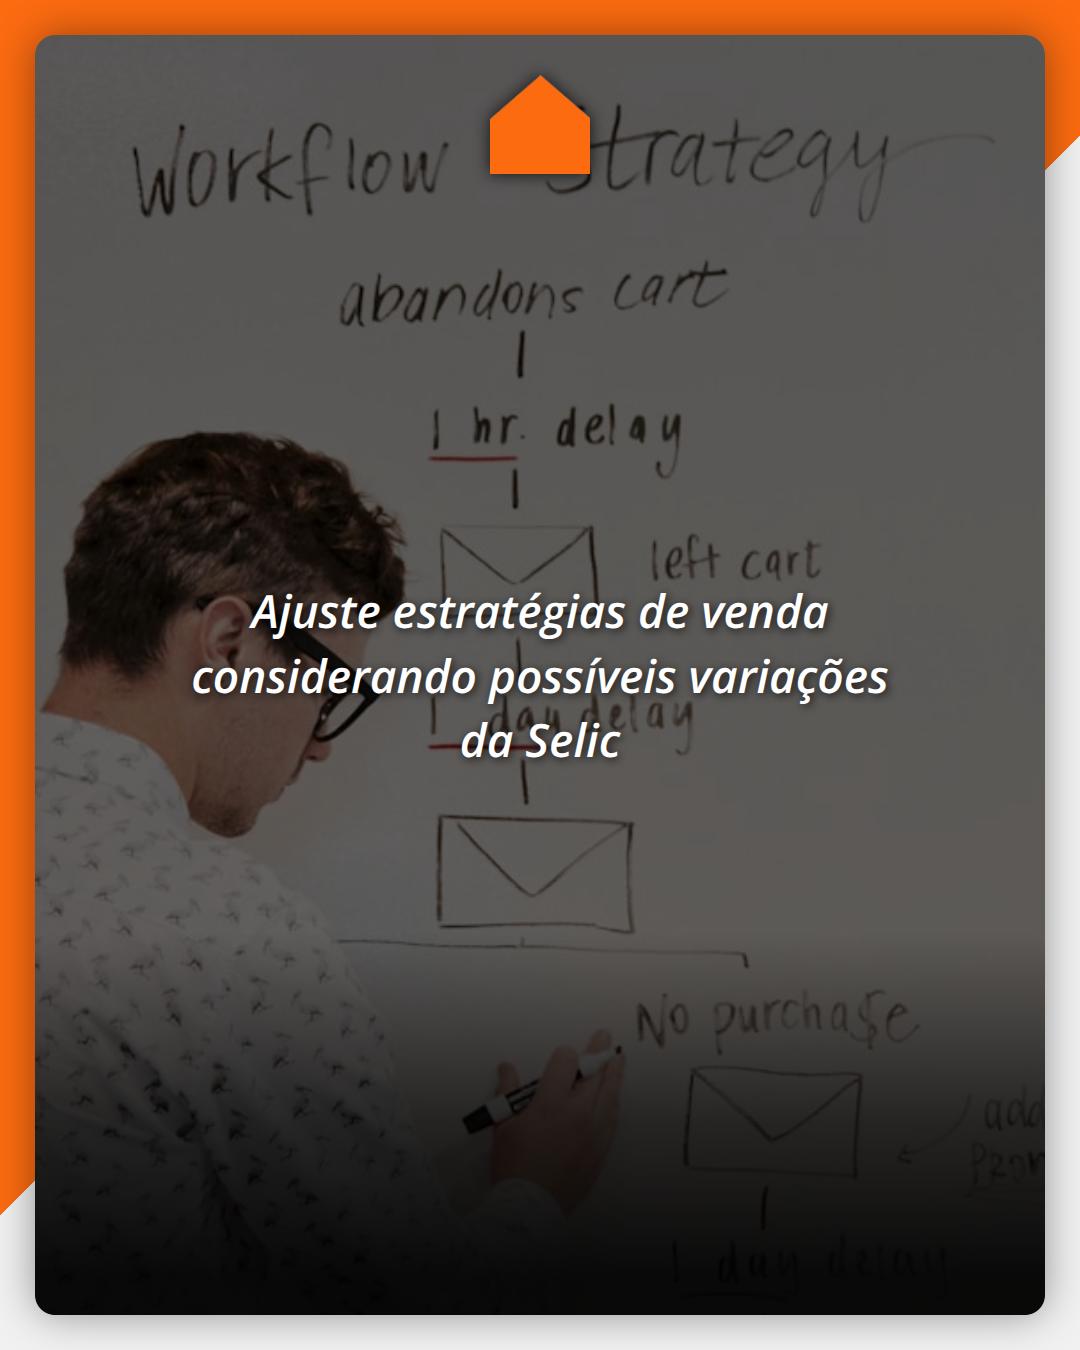 Workflow Strategy
abandons cart
1 hr. delay
left cart
Ajuste estratégias de venda
considerando possíveis variações
1 day delay
da Selic
No purchase
add
1 day delay